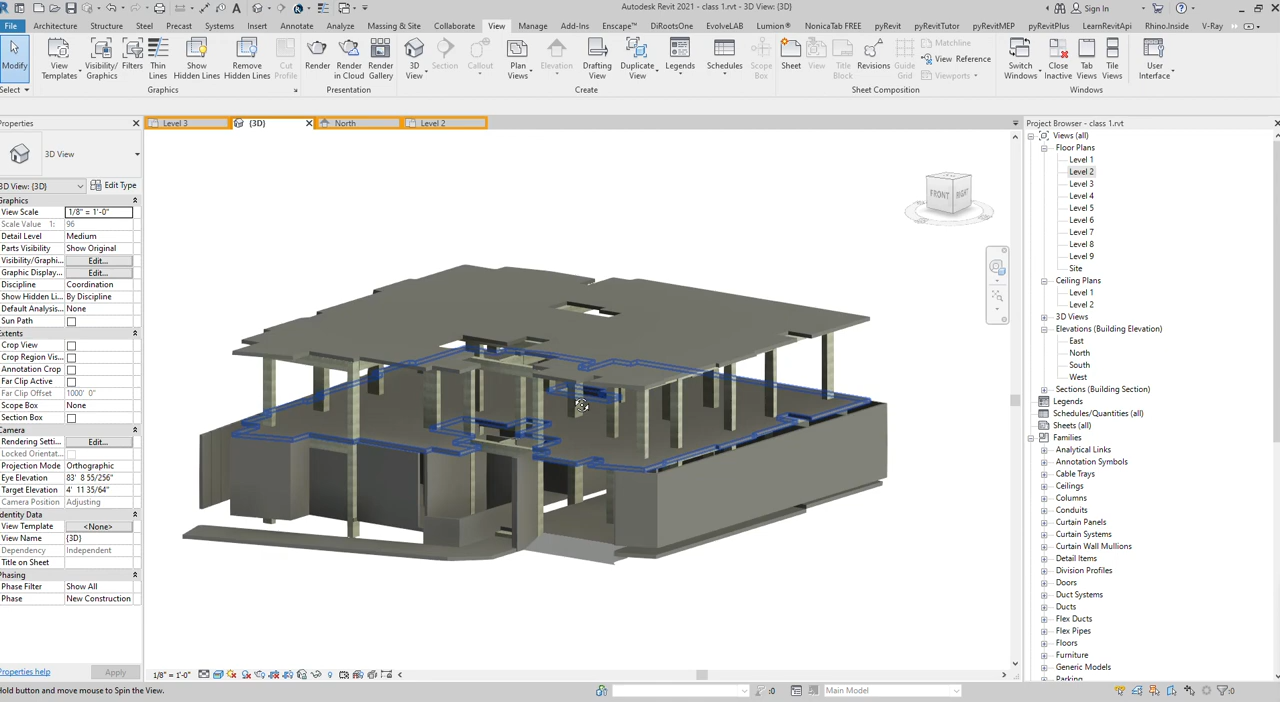 Autodesk Revit 2021 - class 1.rvt - 3D View: {3D}
Sign In
File Architecture Structure Steel Precast Systems Insert Annotate Analyze Massing & Site Collaborate View Manage Add-Ins Enscape™ DiRootsOne EvolveLAB Lumion® NonicaTab FREE pyRevit pyRevitTutor pyRevitMEP pyRevitPlus LearnRevitApi Rhino.Inside V-Ray
Modify
View Templates
Visibility/ Graphics
Filters
Thin Lines
Show Hidden Lines
Remove Hidden Lines
Cut Profile
Render
Render in Cloud
Render Gallery
3D View
Section
Callout
Plan Views
Elevation
Drafting View
Duplicate View
Legends
Schedules
Scope Box
Sheet
View
Title Block
Revisions
Guide Grid
Matchline
View Reference
Viewports
Switch Windows
Close Inactive
Tab Views
Tile Views
User Interface
Select
Graphics
Presentation
Create
Sheet Composition
Windows
Properties
Level 3
{3D}
North
Level 2
Project Browser - class 1.rvt
3D View
3D View: {3D}
Edit Type
Graphics
View Scale 1/8" = 1'-0"
Scale Value 1: 96
Detail Level Medium
Parts Visibility Show Original
Visibility/Graphi... Edit...
Graphic Display... Edit...
Discipline Coordination
Show Hidden Li... By Discipline
Default Analysis... None
Sun Path
Extents
Crop View
Crop Region Vis...
Annotation Crop
Far Clip Active
Far Clip Offset 1000' 0"
Scope Box None
Section Box
Camera
Rendering Setti... Edit...
Locked Orientat...
Projection Mode Orthographic
Eye Elevation 83' 8 55/256"
Target Elevation 4' 11 35/64"
Camera Position Adjusting
Identity Data
View Template <None>
View Name {3D}
Dependency Independent
Title on Sheet
Phasing
Phase Filter Show All
Phase New Construction
Properties help
Apply
FRONT
RIGHT
Views (all)
Floor Plans
Level 1
Level 2
Level 3
Level 4
Level 5
Level 6
Level 7
Level 8
Level 9
Site
Ceiling Plans
Level 1
Level 2
3D Views
Elevations (Building Elevation)
East
North
South
West
Sections (Building Section)
Legends
Schedules/Quantities (all)
Sheets (all)
Families
Analytical Links
Annotation Symbols
Cable Trays
Ceilings
Columns
Conduits
Curtain Panels
Curtain Systems
Curtain Wall Mullions
Detail Items
Division Profiles
Doors
Duct Systems
Ducts
Flex Ducts
Flex Pipes
Floors
Furniture
Generic Models
Parking
1/8" = 1'-0"
Hold button and move mouse to Spin the View.
:0
Main Model
:0